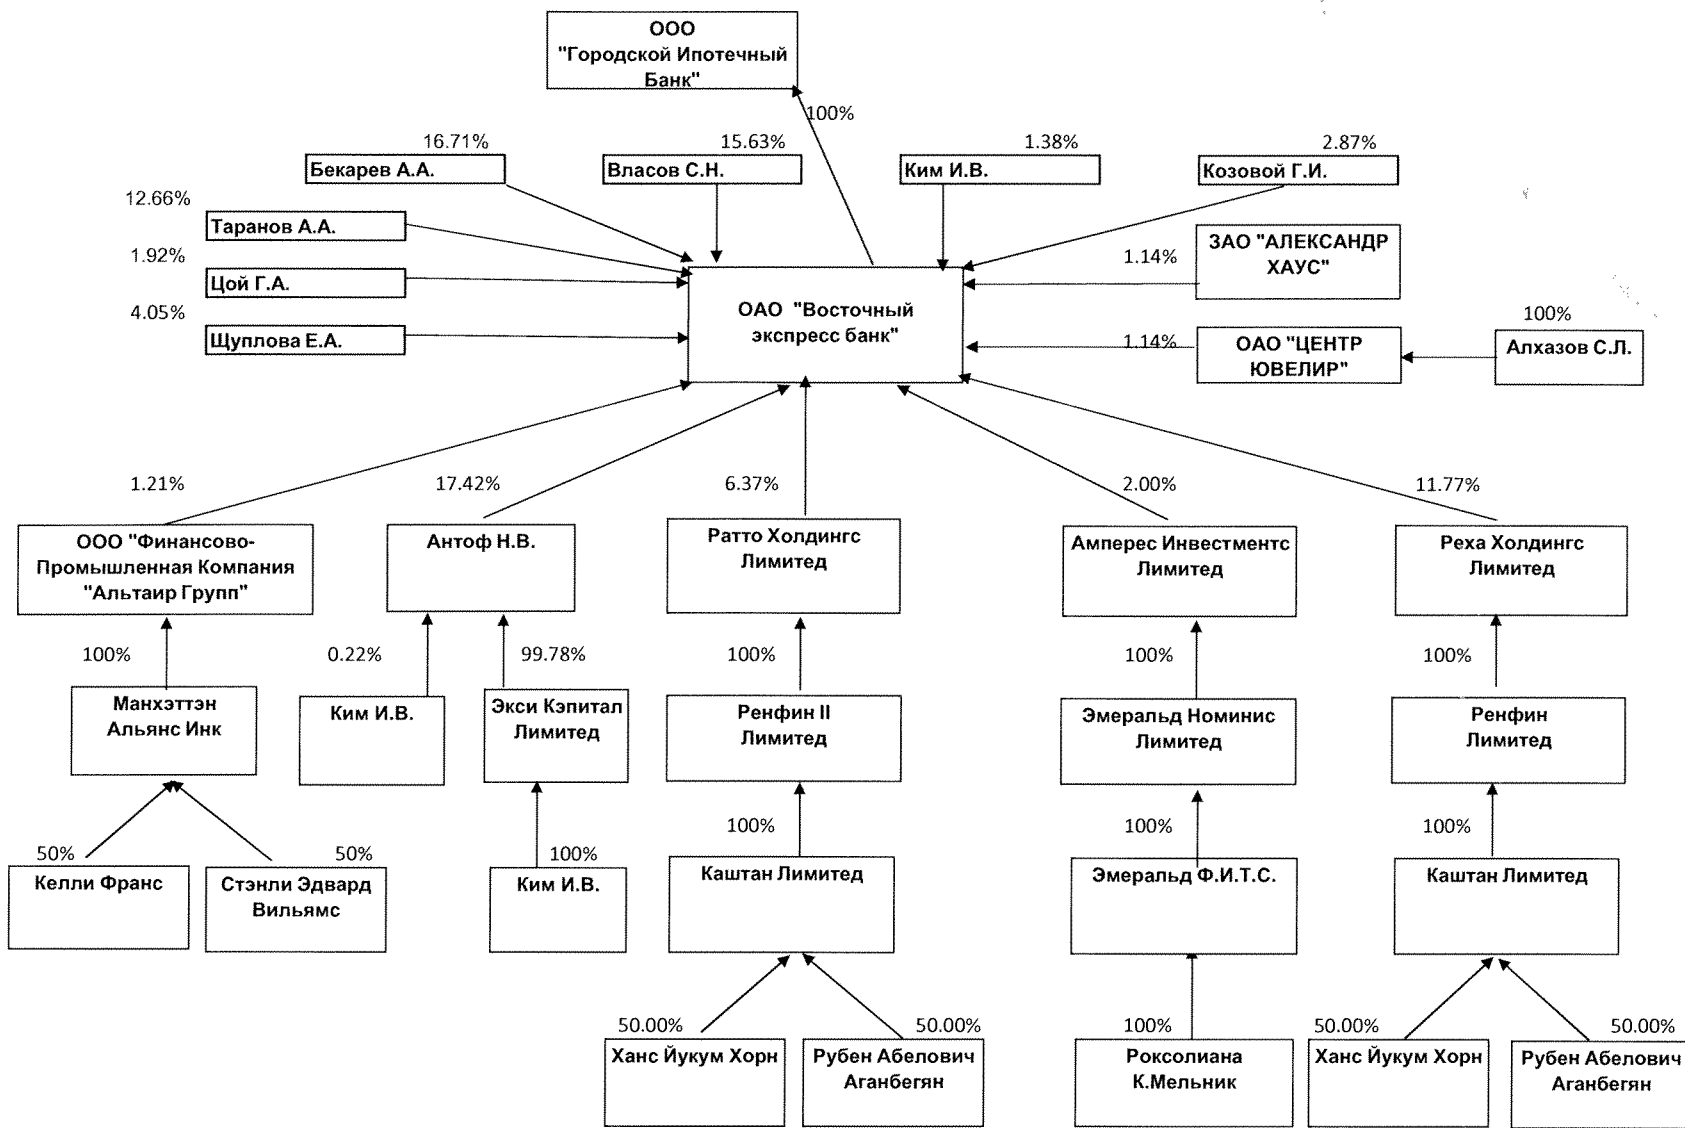 ООО
"Городской Ипотечный
Банк"
100%
16.71%
15.63%
1.38%
2.87%
Бекарев А.А.
Власов С.Н.
Ким И.В.
Козовой Г.И.
12.66%
Таранов А.А.
1.92%
Цой Г.А.
4.05%
Щуплова Е.А.
ОАО "Восточный
экспресс банк"
1.14%
ЗАО "АЛЕКСАНДР
ХАУС"
1.14%
ОАО "ЦЕНТР
ЮВЕЛИР"
100%
Алхазов С.Л.
1.21%
17.42%
6.37%
2.00%
11.77%
ООО "Финансово-
Промышленная Компания
"Альтаир Групп"
Антоф Н.В.
Ратто Холдингс
Лимитед
Амперес Инвестментс
Лимитед
Реха Холдингс
Лимитед
100%
0.22%
99.78%
100%
100%
100%
Манхэттэн
Альянс Инк
Ким И.В.
Экси Кэпитал
Лимитед
Ренфин II
Лимитед
Эмеральд Номинис
Лимитед
Ренфин
Лимитед
50%
50%
100%
100%
100%
100%
Келли Франс
Стэнли Эдвард
Вильямс
Ким И.В.
Каштан Лимитед
Эмеральд Ф.И.Т.С.
Каштан Лимитед
50.00%
50.00%
100%
50.00%
50.00%
Ханс Йукум Хорн
Рубен Абелович
Аганбегян
Роксолиана
К.Мельник
Ханс Йукум Хорн
Рубен Абелович
Аганбегян